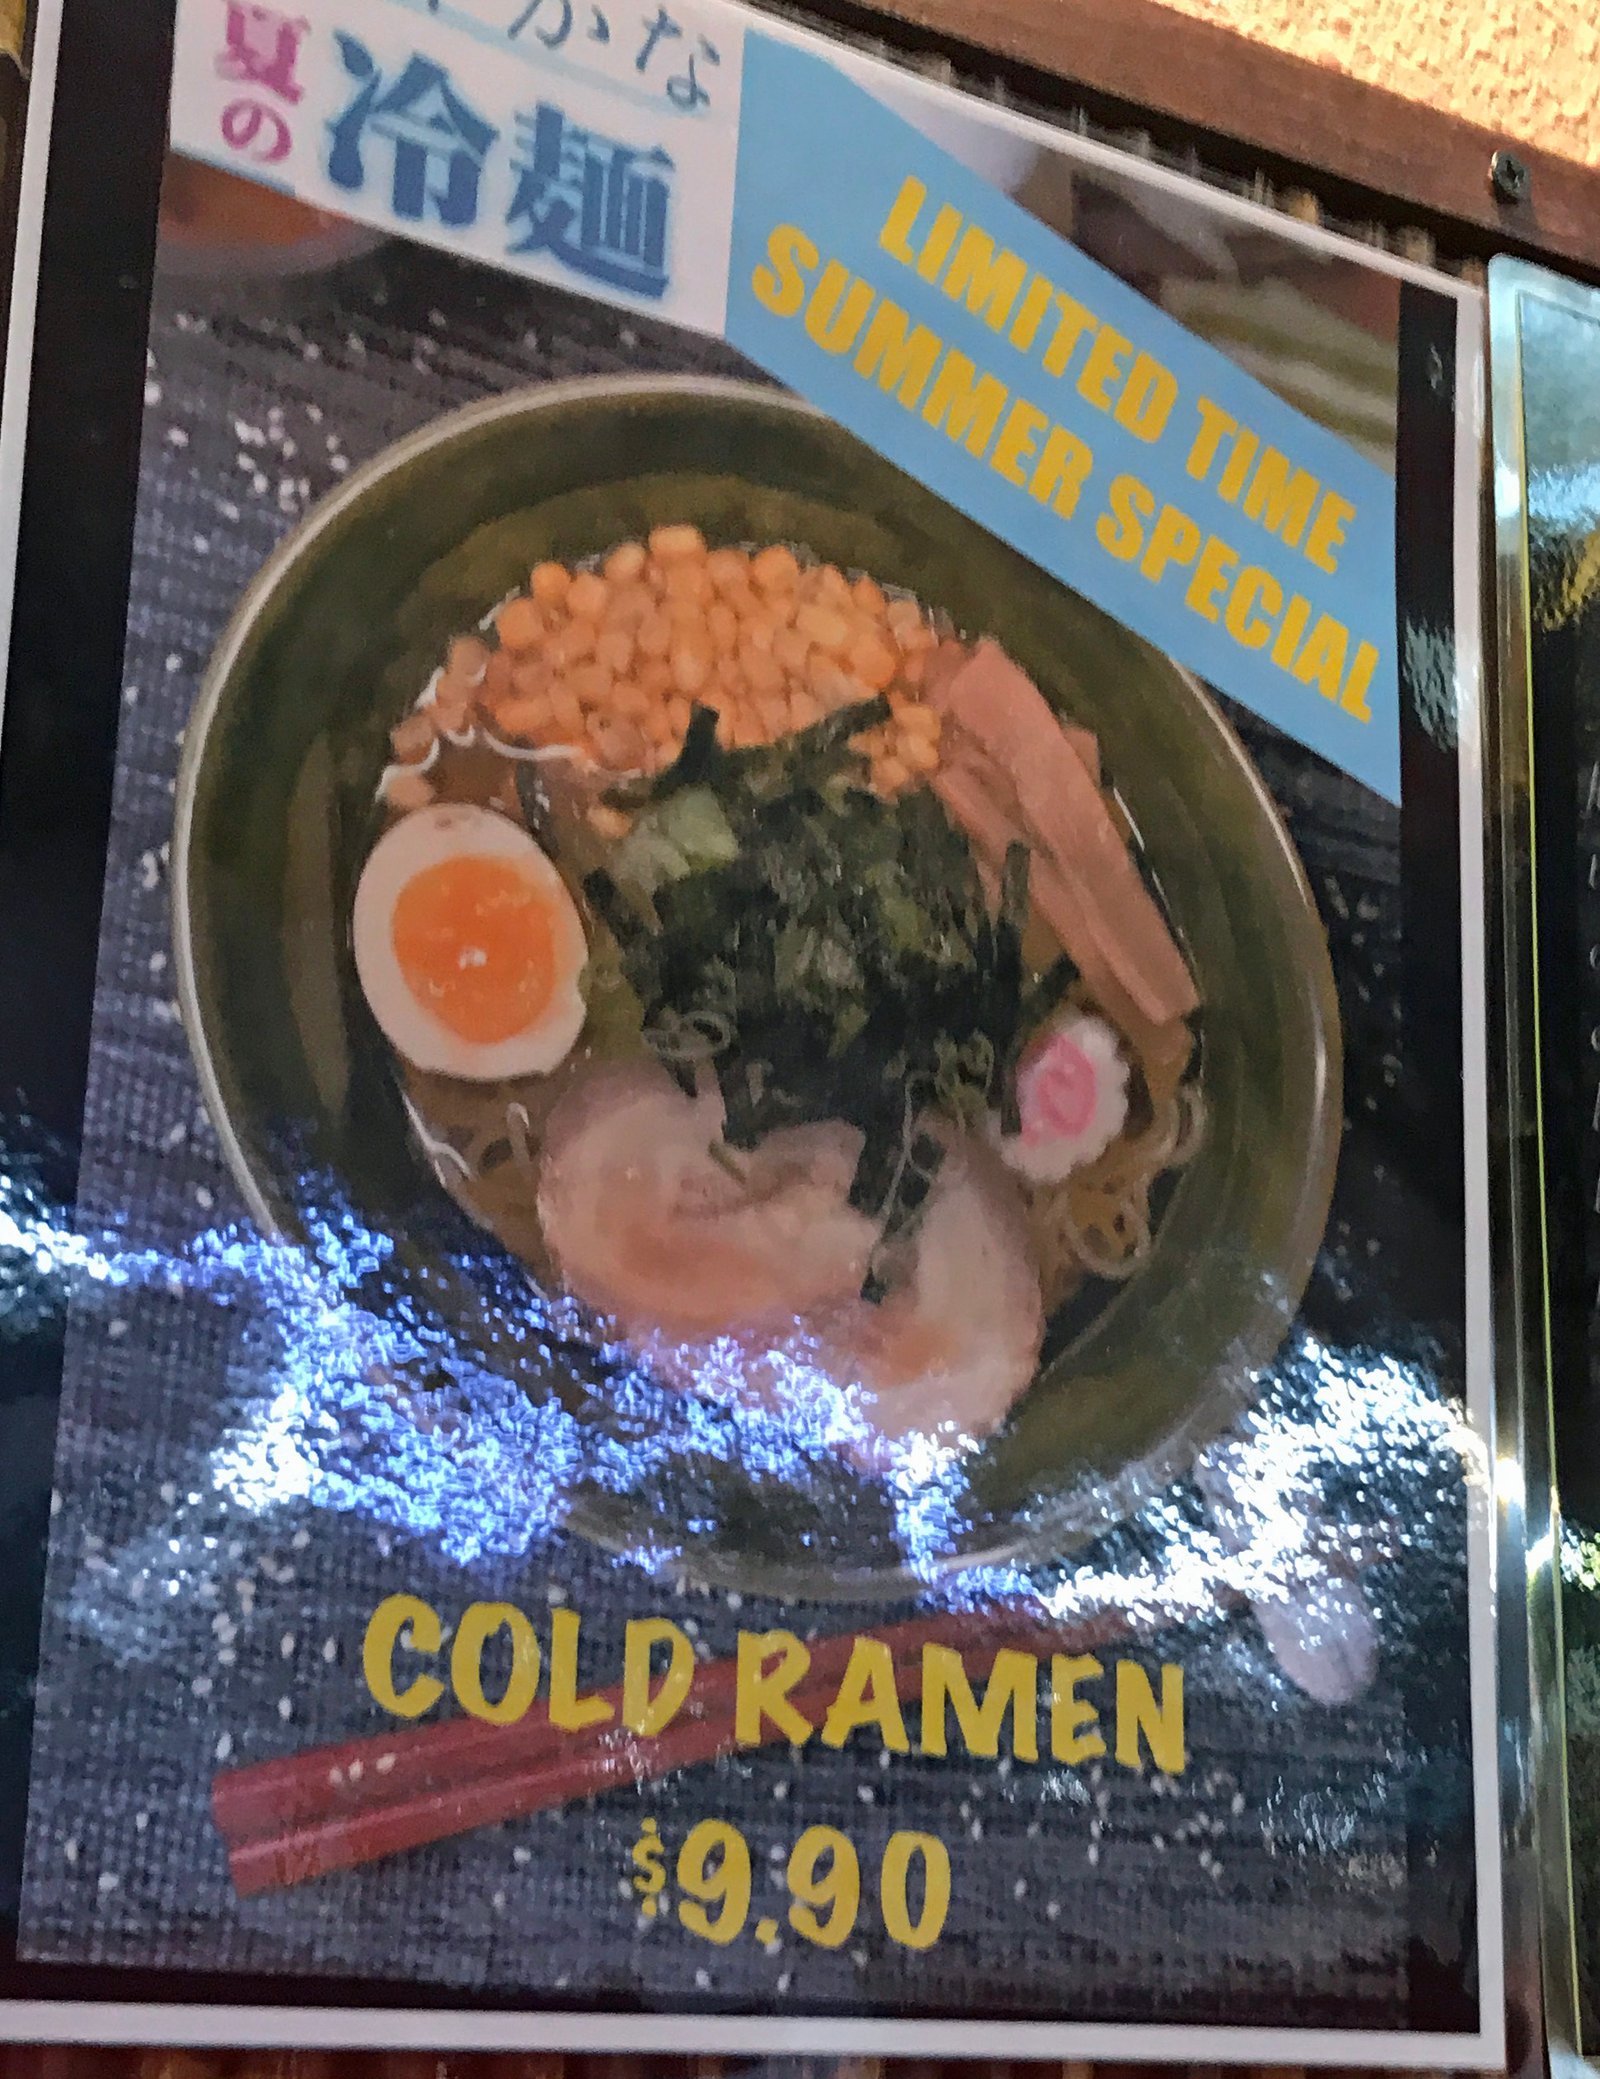 かな
夏の
冷麺
LIMITED TIME
SUMMER SPECIAL
COLD RAMEN
$9.90